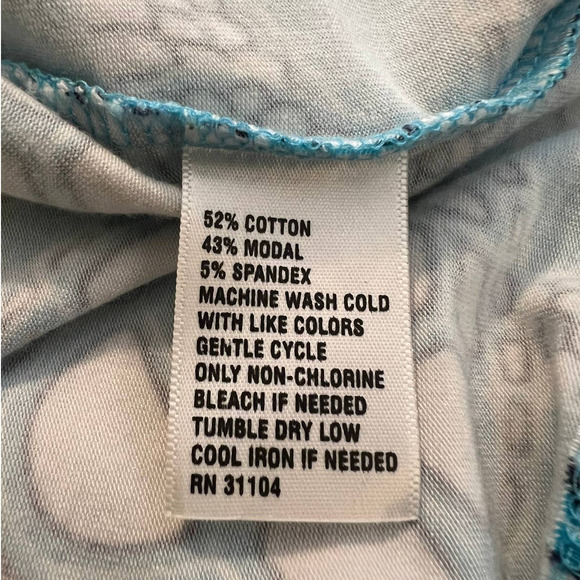 52% COTTON
43% MODAL
5% SPANDEX
MACHINE WASH COLD
WITH LIKE COLORS
GENTLE CYCLE
ONLY NON-CHLORINE
BLEACH IF NEEDED
TUMBLE DRY LOW
COOL IRON IF NEEDED
RN 31104